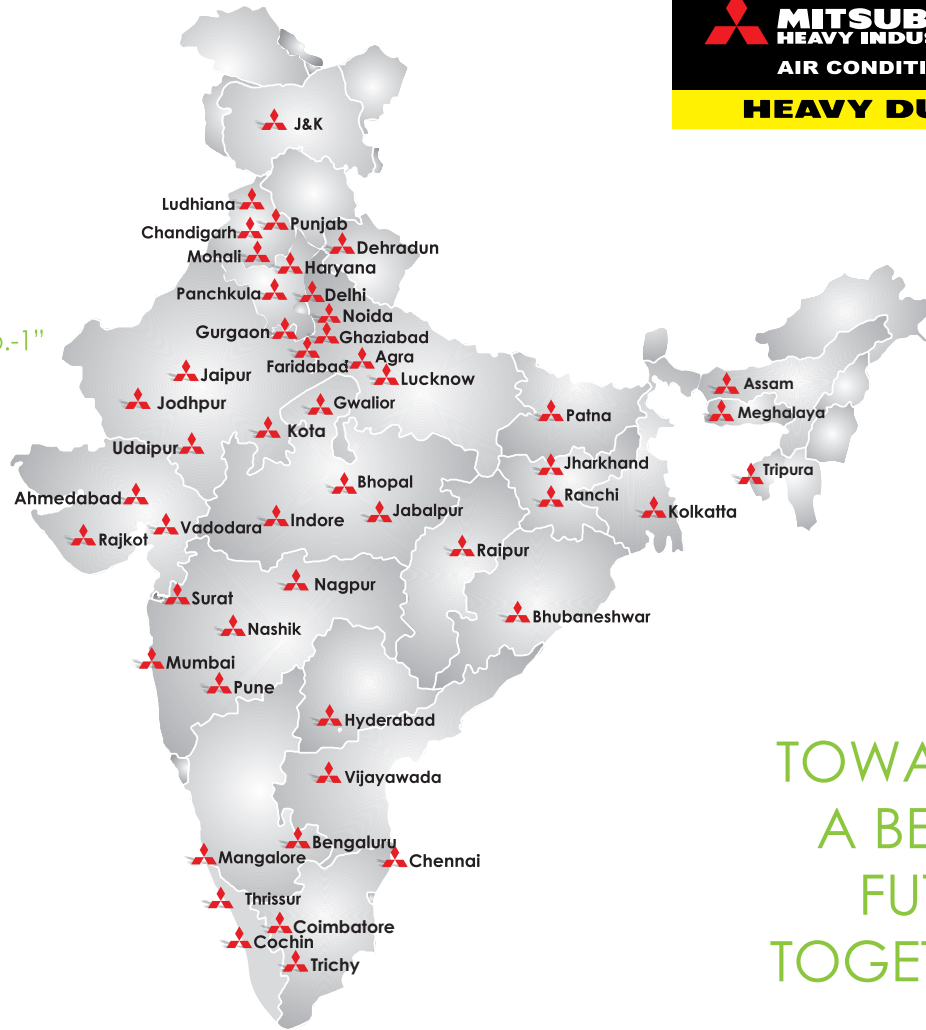 MITSUB
HEAVY INDUS
AIR CONDITI
HEAVY DU
J&K
Ludhiana
Punjab
Chandigarh
Dehradun
Mohali
Haryana
Panchkula
Delhi
Noida
Gurgaon
Ghaziabad
o.-1”
Faridabad
Agra
Jaipur
Lucknow
Assam
Jodhpur
Gwalior
Patna
Meghalaya
Kota
Udaipur
Jharkhand
Tripura
Bhopal
Ahmedabad
Ranchi
Jabalpur
Kolkatta
Indore
Vadodara
Rajkot
Raipur
Nagpur
Surat
Bhubaneshwar
Nashik
Mumbai
Pune
Hyderabad
TOWA
Vijayawada
A BE
Bengaluru
Mangalore
Chennai
FUT
Thrissur
Coimbatore
Cochin
Trichy
TOGET